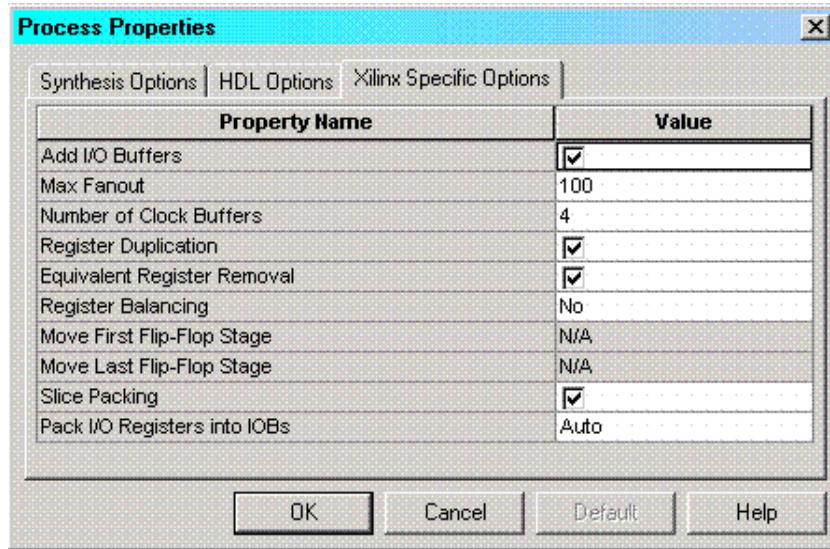 Process Properties
Synthesis Options HDL Options Xilinx Specific Options
Property Name Value
Add I/O Buffers
Max Fanout 100
Number of Clock Buffers 4
Register Duplication
Equivalent Register Removal
Register Balancing No
Move First Flip-Flop Stage N/A
Move Last Flip-Flop Stage N/A
Slice Packing
Pack I/O Registers into IOBs Auto
OK Cancel Default Help